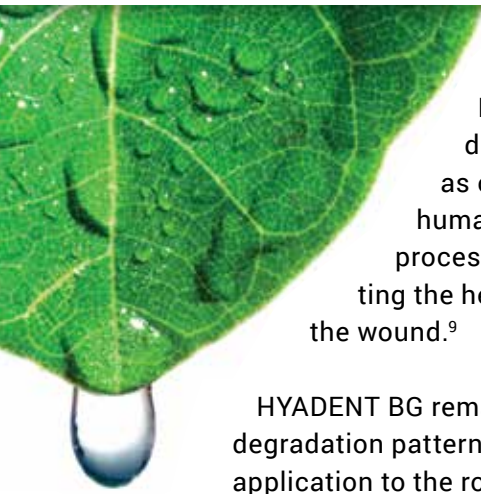 d
as
huma
proces
ting the he
the wound.⁹
HYADENT BG rem
degradation pattern
application to the ro